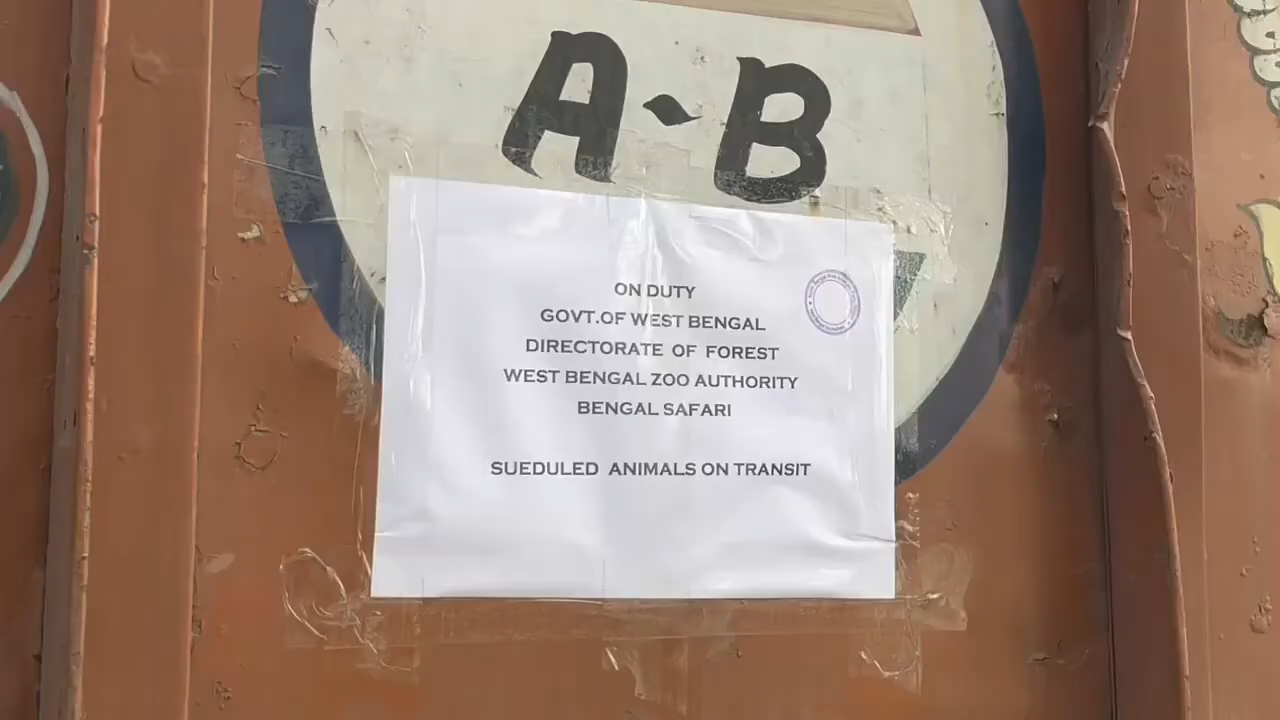 A-B
ON DUTY
GOVT.OF WEST BENGAL
DIRECTORATE OF FOREST
WEST BENGAL ZOO AUTHORITY
BENGAL SAFARI
SUEDULED ANIMALS ON TRANSIT